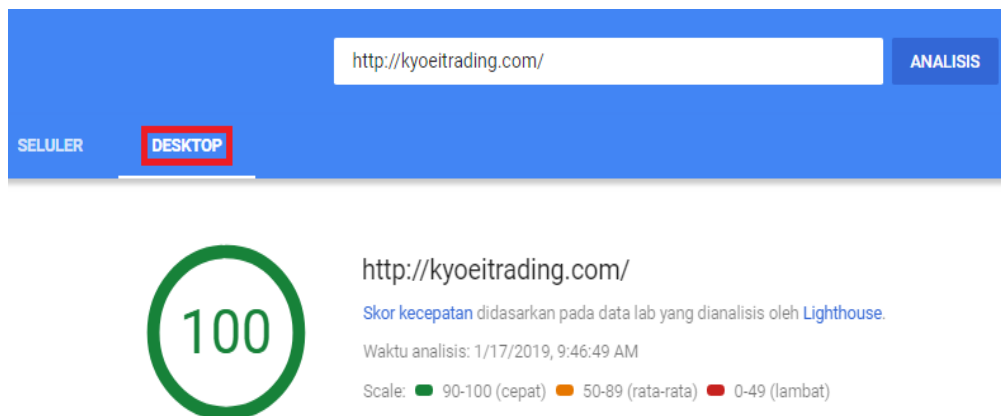 http://kyoeitrading.com/ ANALISIS
SELULER DESKTOP
100
http://kyoeitrading.com/
Skor kecepatan didasarkan pada data lab yang dianalisis oleh Lighthouse.
Waktu analisis: 1/17/2019, 9:46:49 AM
Scale: 90-100 (cepat) 50-89 (rata-rata) 0-49 (lambat)